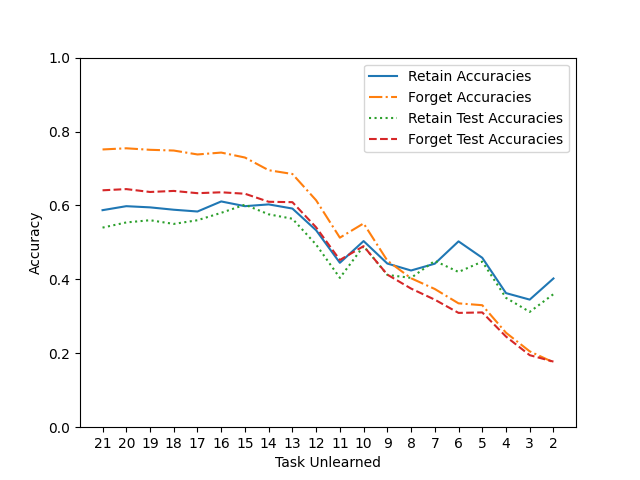 1.0
0.8
0.6
0.4
0.2
0.0
Accuracy
Retain Accuracies
Forget Accuracies
Retain Test Accuracies
Forget Test Accuracies
21 20 19 18 17 16 15 14 13 12 11 10 9 8 7 6 5 4 3 2
Task Unlearned